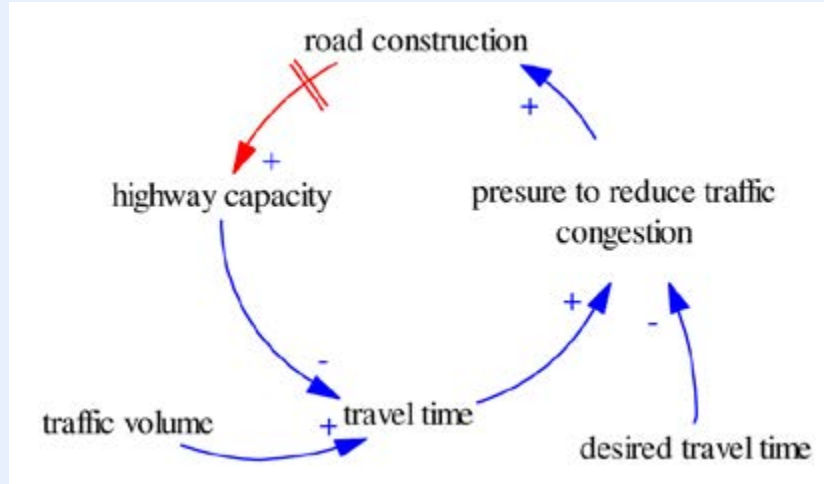 road construction
+
+
highway capacity
presure to reduce traffic
congestion
+
-
-
traffic volume
+
travel time
desired travel time